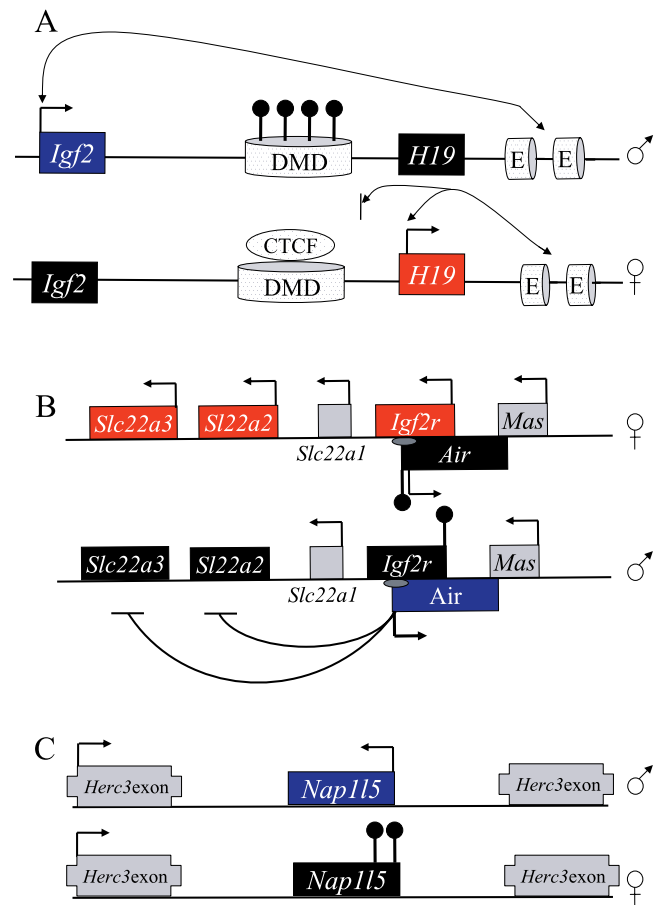 A
Igf2
DMD
H19
E E
♂
CTCF
Igf2
DMD
H19
E E
♀
B
Slc22a3 Sl22a2 Slc22a1 Igf2r Mas
Air
♀
Slc22a3 Sl22a2 Slc22a1 Igf2r Mas
Air
♂
C
Herc3exon Nap1l5 Herc3exon
♂
Herc3exon Nap1l5 Herc3exon
♀